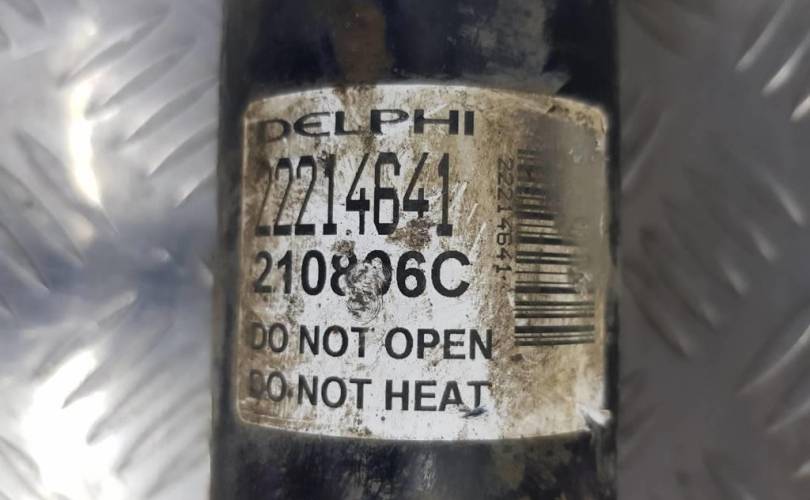 DELPHI
22214641
22214641
DO NOT OPEN
DO NOT HEAT